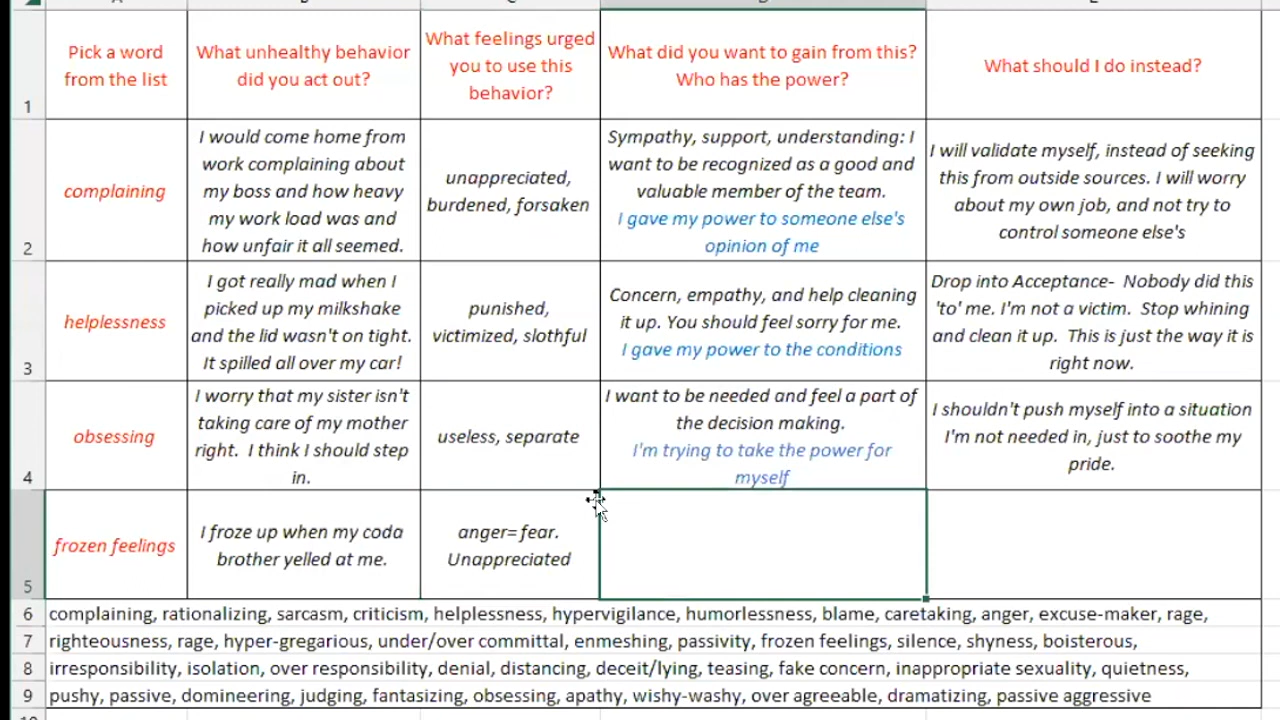 Pick a word
from the list
What unhealthy behavior
did you act out?
What feelings urged
you to use this
behavior?
What did you want to gain from this?
Who has the power?
What should I do instead?
1
complaining
I would come home from
work complaining about
my boss and how heavy
my work load was and
how unfair it all seemed.
unappreciated,
burdened, forsaken
Sympathy, support, understanding: I
want to be recognized as a good and
valuable member of the team.
I gave my power to someone else's
opinion of me
I will validate myself, instead of seeking
this from outside sources. I will worry
about my own job, and not try to
control someone else's
2
helplessness
I got really mad when I
picked up my milkshake
and the lid wasn't on tight.
It spilled all over my car!
punished,
victimized, slothful
Concern, empathy, and help cleaning
it up. You should feel sorry for me.
I gave my power to the conditions
Drop into Acceptance- Nobody did this
'to' me. I'm not a victim. Stop whining
and clean it up. This is just the way it is
right now.
3
obsessing
I worry that my sister isn't
taking care of my mother
right. I think I should step
in.
useless, separate
I want to be needed and feel a part of
the decision making.
I'm trying to take the power for
myself
I shouldn't push myself into a situation
I'm not needed in, just to soothe my
pride.
4
frozen feelings
I froze up when my coda
brother yelled at me.
anger= fear.
Unappreciated
5
6 complaining, rationalizing, sarcasm, criticism, helplessness, hypervigilance, humorlessness, blame, caretaking, anger, excuse-maker, rage,
7 righteousness, rage, hyper-gregarious, under/over committal, enmeshing, passivity, frozen feelings, silence, shyness, boisterous,
8 irresponsibility, isolation, over responsibility, denial, distancing, deceit/lying, teasing, fake concern, inappropriate sexuality, quietness,
9 pushy, passive, domineering, judging, fantasizing, obsessing, apathy, wishy-washy, over agreeable, dramatizing, passive aggressive